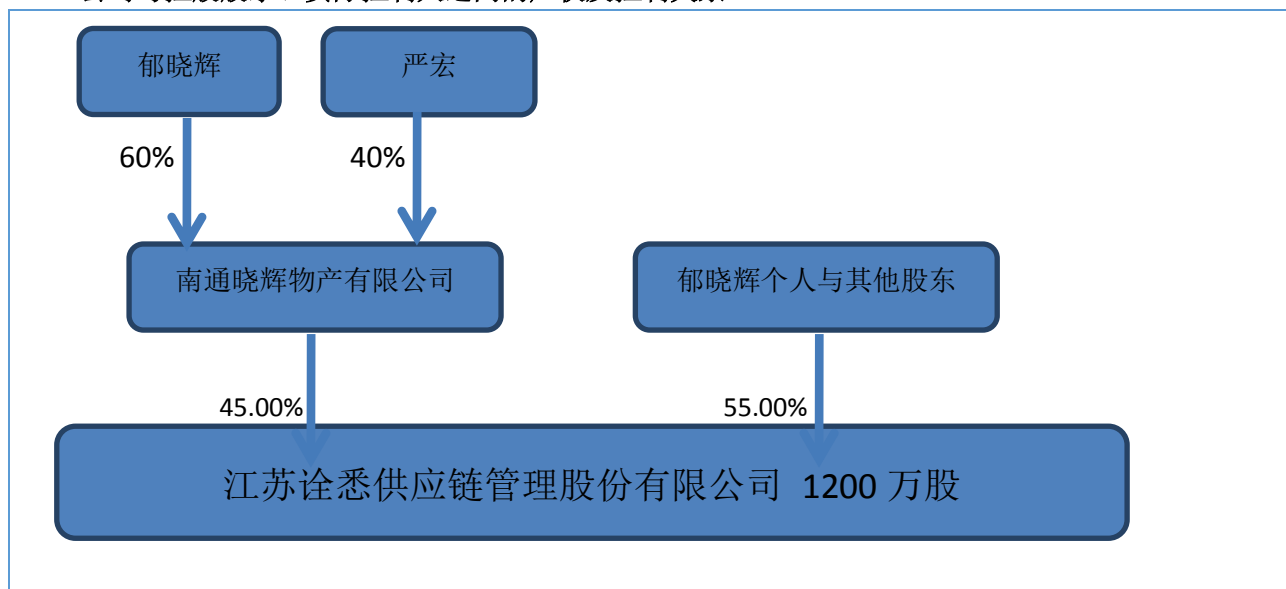 郁晓辉
严宏
60%
40%
南通晓辉物产有限公司
郁晓辉个人与其他股东
45.00%
55.00%
江苏诠悉供应链管理股份有限公司 1200 万股